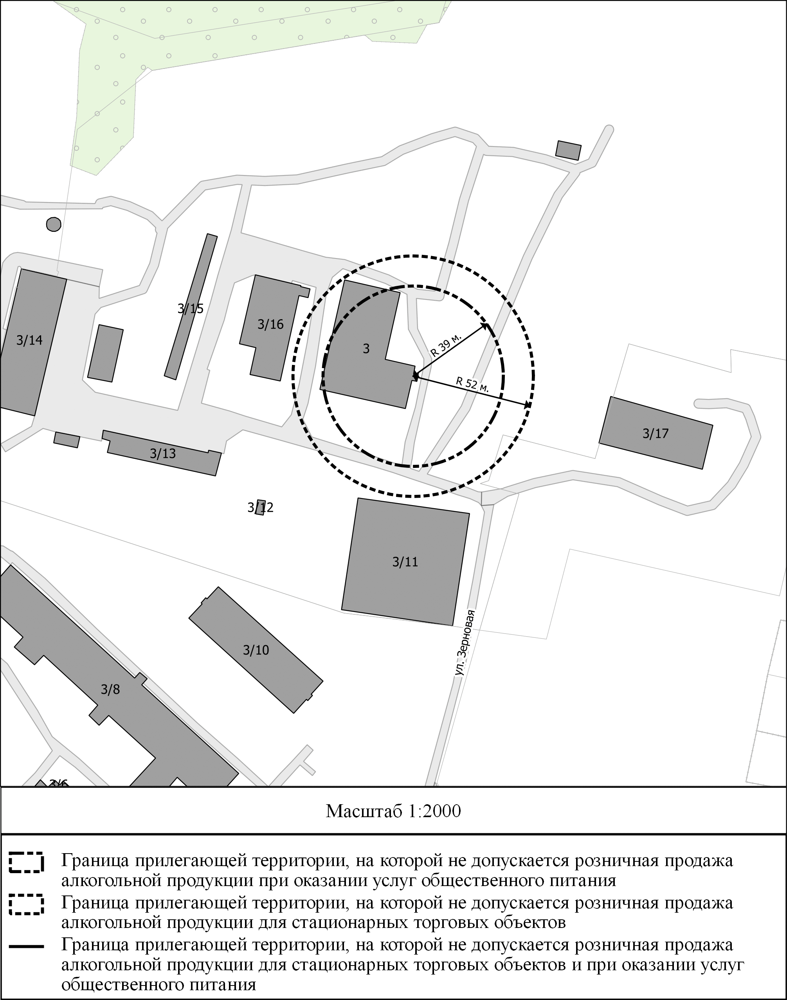 3/15
3/16
3/14
3
R 39 м.
R 52 м.
3/17
3/13
3/12
3/11
ул. Зерновая
3/10
3/8
3/6
Масштаб 1:2000
Граница прилегающей территории, на которой не допускается розничная продажа
алкогольной продукции при оказании услуг общественного питания
Граница прилегающей территории, на которой не допускается розничная продажа
алкогольной продукции для стационарных торговых объектов
Граница прилегающей территории, на которой не допускается розничная продажа
алкогольной продукции для стационарных торговых объектов и при оказании услуг
общественного питания